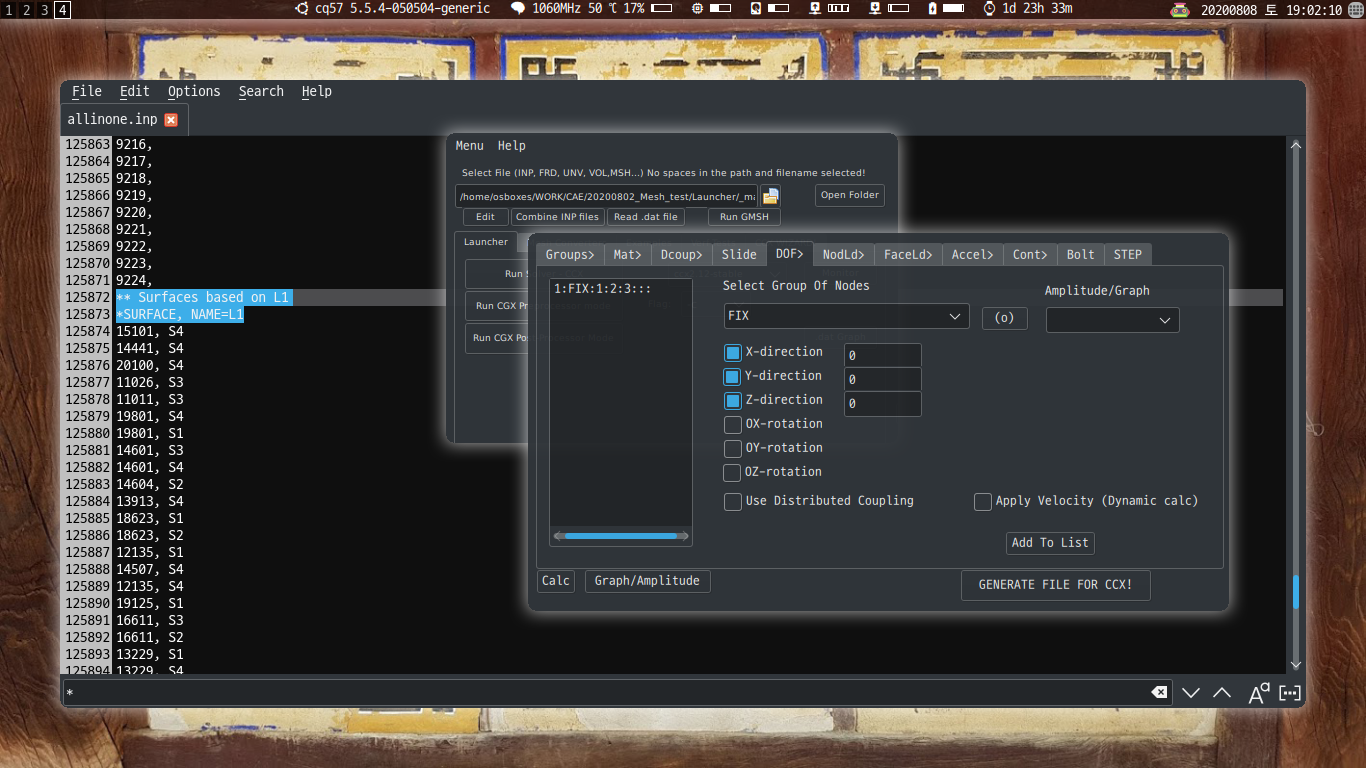 1 2 3 4 cq57 5.5.4-050504-generic 1060MHz 50 ℃ 17% 1d 23h 33m 20200808 토 19:02:10
File Edit Options Search Help
allinone.inp
125863 9216,
125864 9217,
125865 9218,
125866 9219,
125867 9220,
125868 9221,
125869 9222,
125870 9223,
125871 9224,
125872 ** Surfaces based on L1
125873 *SURFACE, NAME=L1
125874 15101, S4
125875 14441, S4
125876 20100, S4
125877 11026, S3
125878 11011, S3
125879 19801, S4
125880 19801, S1
125881 14601, S3
125882 14601, S4
125883 14604, S2
125884 13913, S4
125885 18623, S1
125886 18623, S2
125887 12135, S1
125888 14507, S4
125889 12135, S4
125890 19125, S1
125891 16611, S3
125892 16611, S2
125893 13229, S1
125894 13229, S4
*
Menu Help
Select File (INP, FRD, UNV, VOL,MSH...) No spaces in the path and filename selected!
/home/osboxes/WORK/CAE/20200802_Mesh_test/Launcher/_ma
Open Folder
Edit Combine INP files Read .dat file Run GMSH
Launcher
Run
Run CGX Pr
Run CGX Po
Groups> Mat> Dcoup> Slide DOF> NodLd> FaceLd> Accel> Cont> Bolt STEP
1:FIX:1:2:3:::
Select Group Of Nodes
Amplitude/Graph
FIX
(o)
X-direction 0
Y-direction 0
Z-direction 0
OX-rotation
OY-rotation
OZ-rotation
Use Distributed Coupling
Apply Velocity (Dynamic calc)
Add To List
Calc Graph/Amplitude
GENERATE FILE FOR CCX!